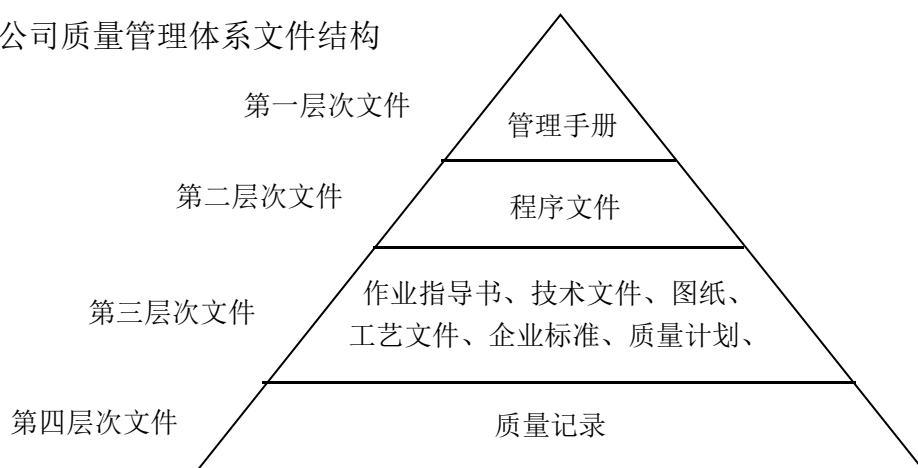 公司质量管理体系文件结构
第一层次文件
管理手册
第二层次文件
程序文件
第三层次文件
作业指导书、技术文件、图纸、
工艺文件、企业标准、质量计划、
第四层次文件
质量记录